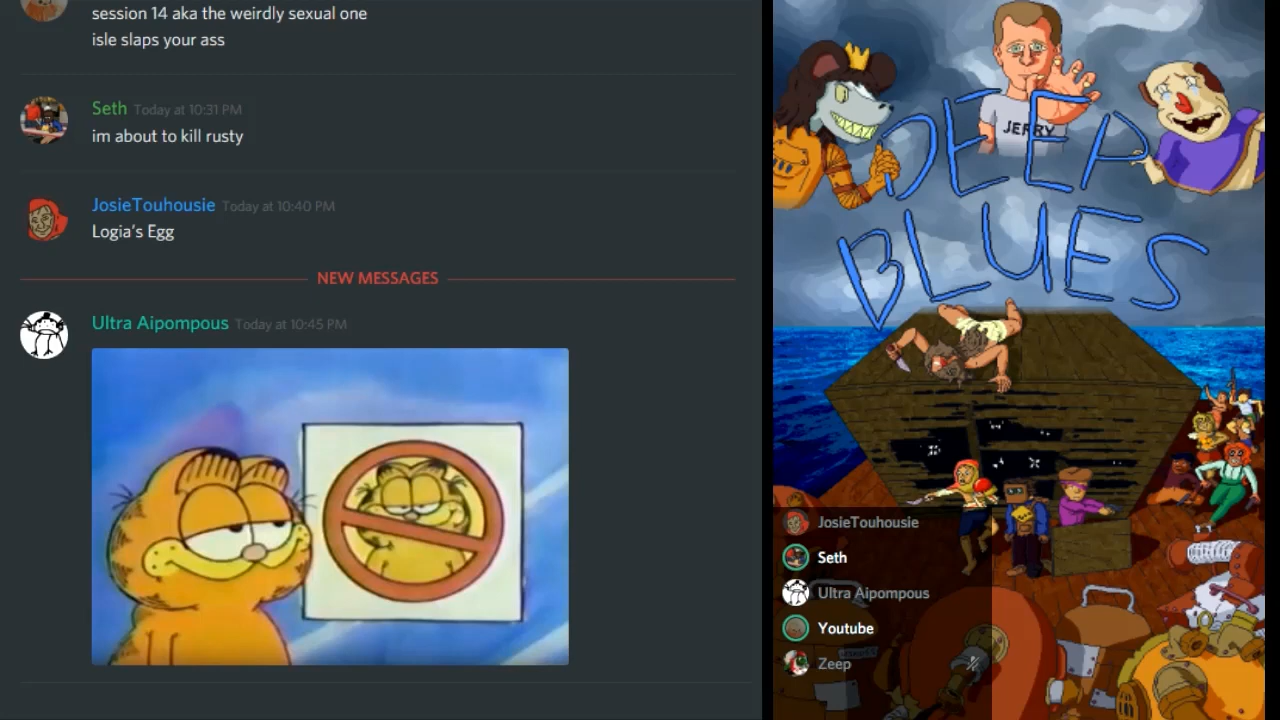 session 14 aka the weirdly sexual one
isle slaps your ass
Seth Today at 10:31 PM
im about to kill rusty
JosieTouhousie Today at 10:40 PM
Logia's Egg
NEW MESSAGES
Ultra Aipompous Today at 10:45 PM
JERRY
DEEP
BLUES
JosieTouhousie
Seth
Ultra Aipompous
Youtube
Zeep